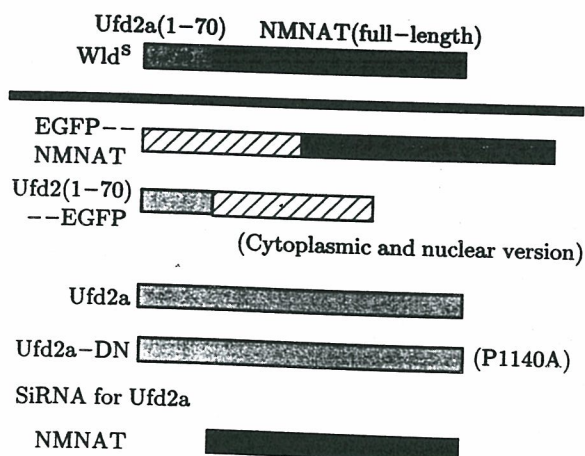 Ufd2a(1-70) NMNAT(full-length)
Wldˢ
EGFP--
NMNAT
Ufd2(1-70)
--EGFP
(Cytoplasmic and nuclear version)
Ufd2a
Ufd2a-DN (P1140A)
SiRNA for Ufd2a
NMNAT